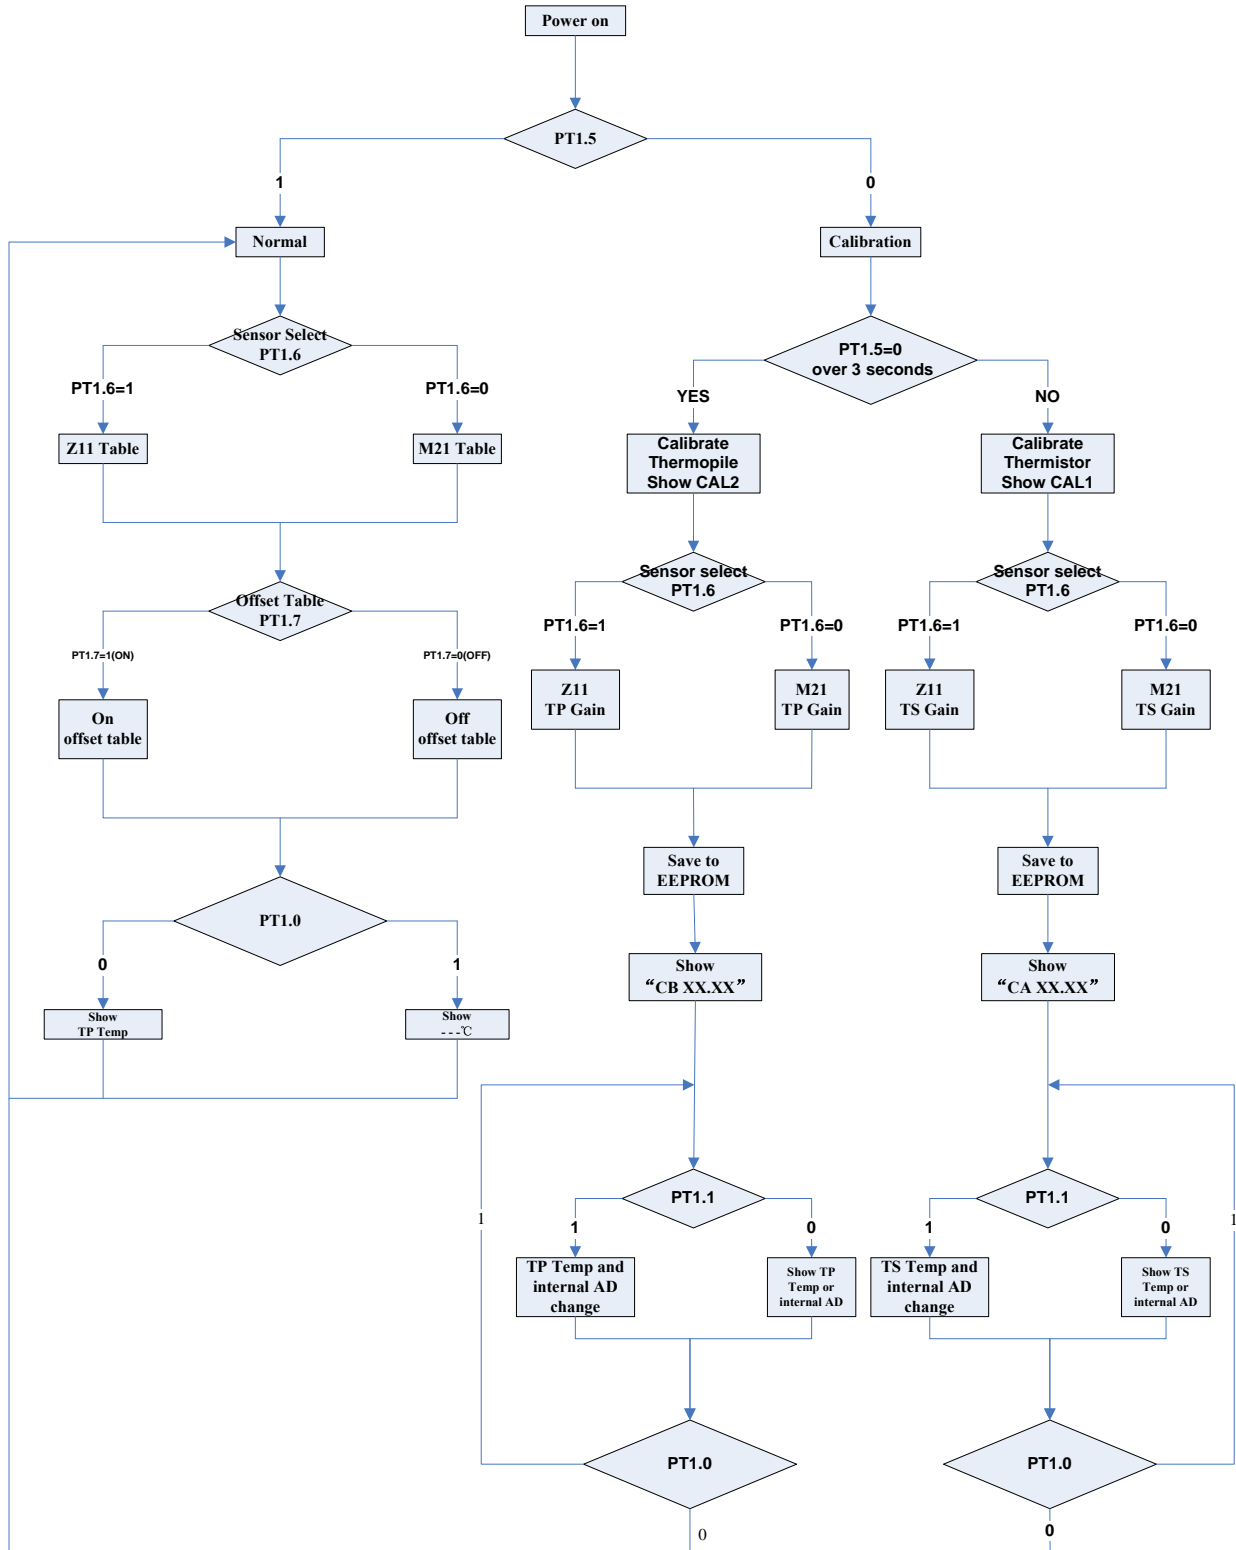 Power on
PT1.5
1
0
Normal
Calibration
Sensor Select
PT1.6
PT1.5=0
over 3 seconds
PT1.6=1
PT1.6=0
YES
NO
Z11 Table
M21 Table
Calibrate
Thermopile
Show CAL2
Calibrate
Thermistor
Show CAL1
Offset Table
PT1.7
Sensor select
PT1.6
Sensor select
PT1.6
PT1.7=1(ON)
PT1.7=0(OFF)
PT1.6=1
PT1.6=0
PT1.6=1
PT1.6=0
On
offset table
Off
offset table
Z11
TP Gain
M21
TP Gain
Z11
TS Gain
M21
TS Gain
Save to
EEPROM
Save to
EEPROM
PT1.0
0
1
Show
“CB XX.XX”
Show
“CA XX.XX”
Show
TP Temp
Show
- - -℃
PT1.1
PT1.1
1
1
0
1
0
1
TP Temp and
internal AD
change
Show TP
Temp or
internal AD
TS Temp and
internal AD
change
Show TS
Temp or
internal AD
PT1.0
PT1.0
0
0